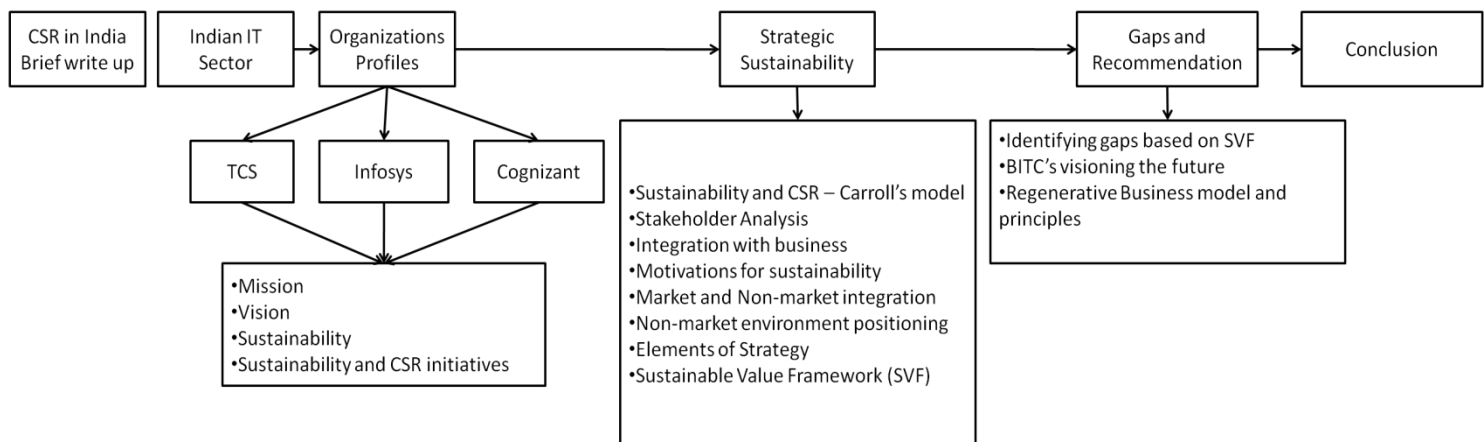 CSR in India
Brief write up
Indian IT
Sector
Organizations
Profiles
Strategic
Sustainability
Gaps and
Recommendation
Conclusion
TCS
Infosys
Cognizant
•Mission
•Vision
•Sustainability
•Sustainability and CSR initiatives
•Sustainability and CSR – Carroll’s model
•Stakeholder Analysis
•Integration with business
•Motivations for sustainability
•Market and Non-market integration
•Non-market environment positioning
•Elements of Strategy
•Sustainable Value Framework (SVF)
•Identifying gaps based on SVF
•BITC’s visioning the future
•Regenerative Business model and
principles